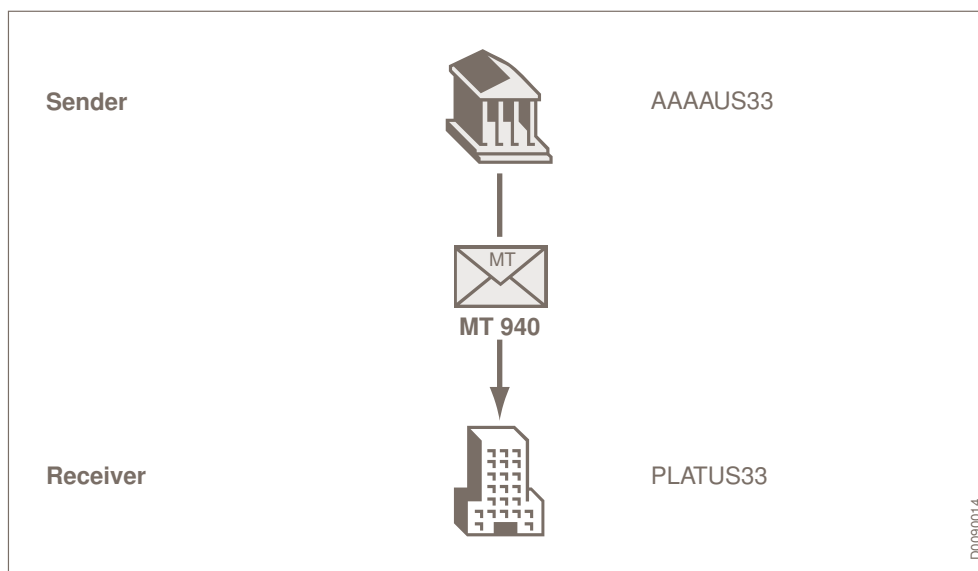 Sender
AAAAUS33
MT
MT 940
Receiver
PLATUS33
D0090014